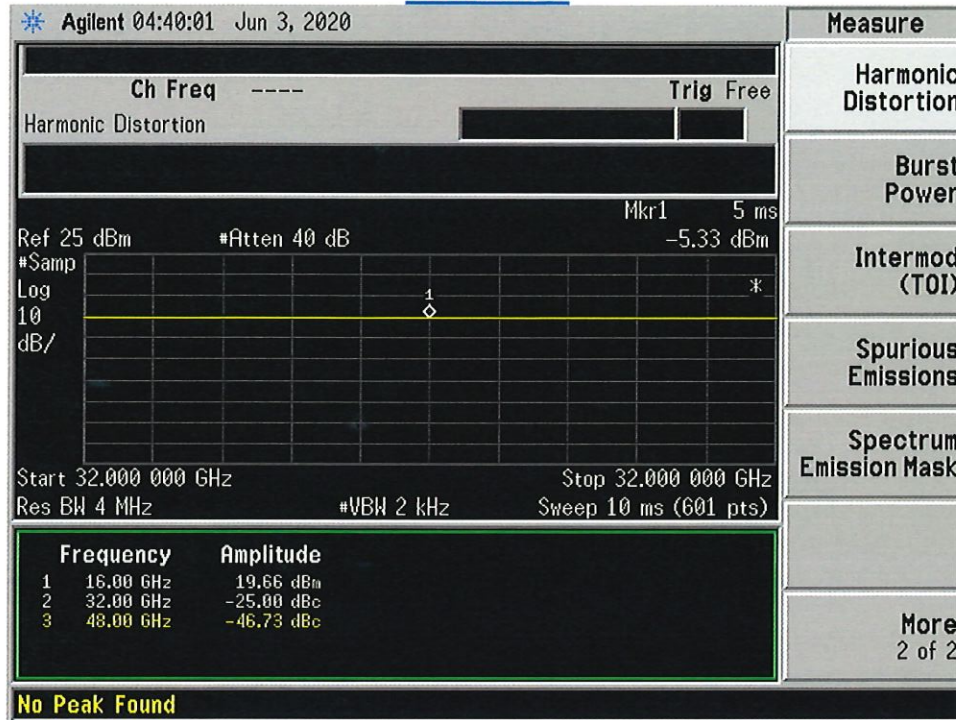 Agilent 04:40:01 Jun 3, 2020
Measure
Ch Freq ----
Trig Free
Harmonic Distortion
Mkr1 5 ms
Ref 25 dBm #Atten 40 dB -5.33 dBm
#Samp
Log
10
dB/
1
*
Start 32.000 000 GHz Stop 32.000 000 GHz
Res BW 4 MHz #VBW 2 kHz Sweep 10 ms (601 pts)
Frequency Amplitude
1 16.00 GHz 19.66 dBm
2 32.00 GHz -25.00 dBc
3 48.00 GHz -46.73 dBc
No Peak Found
Harmonic
Distortion
Burst
Power
Intermod
(TOI)
Spurious
Emissions
Spectrum
Emission Mask
More
2 of 2